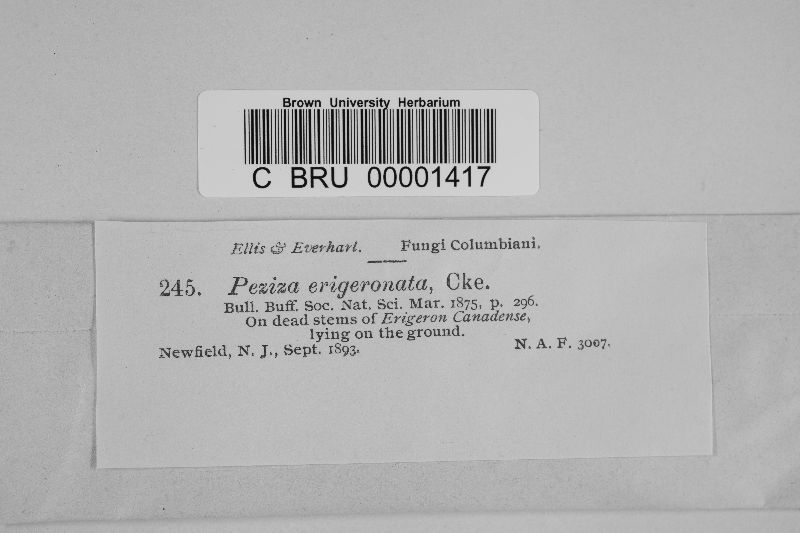 Brown University Herbarium
C BRU 00001417
Ellis & Everhart. Fungi Columbiani.
245. Peziza erigeronata, Cke.
Bull. Buff. Soc. Nat. Sci. Mar. 1875, p. 296.
On dead stems of Erigeron Canadense,
lying on the ground.
Newfield, N. J., Sept. 1893. N. A. F. 3007.